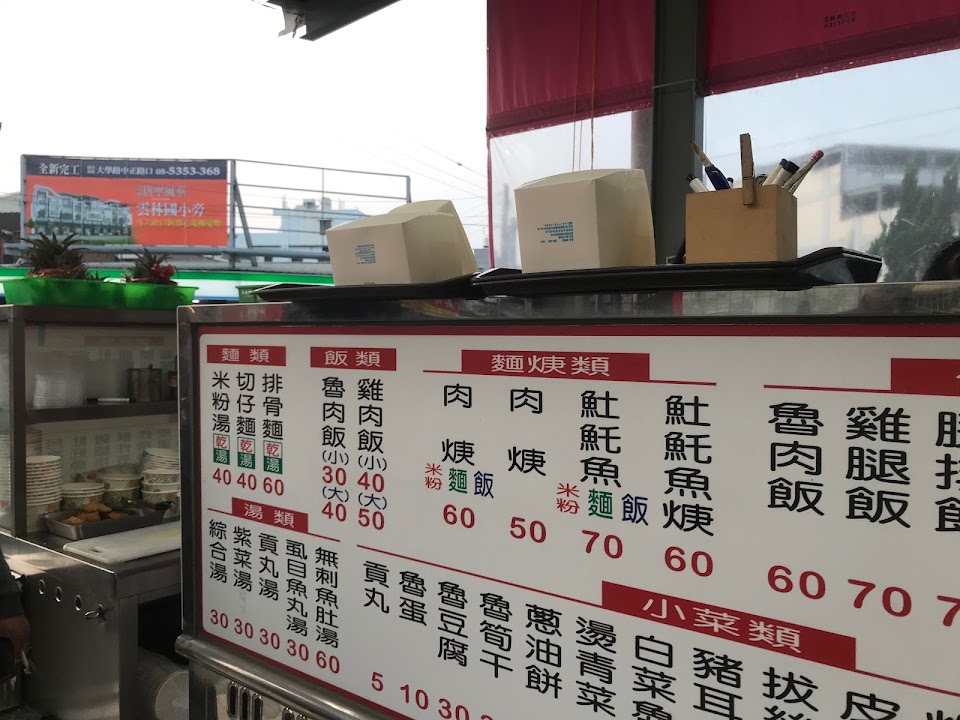 全新完工
大學路中正路口 05-5353-368
雲林國小旁
麵類
排骨麵 乾湯 60
切仔麵 乾湯 40
米粉湯 乾湯 40
飯類
雞肉飯 (小) 40 (大) 50
魯肉飯 (小) 30 (大) 40
麵焿類
肉焿 米粉 麵 飯 60
肉焿 50
𩵚魠魚 米粉 麵 飯 70
𩵚魠魚焿 60
魯肉飯 60
雞腿飯 70
湯類
無刺魚肚湯 60
虱目魚丸湯 30
貢丸湯 30
紫菜湯 30
綜合湯 30
小菜類
貢丸 5
魯蛋 10
魯豆腐 30
魯筍干
蔥油餅
燙青菜
白菜魯
豬耳